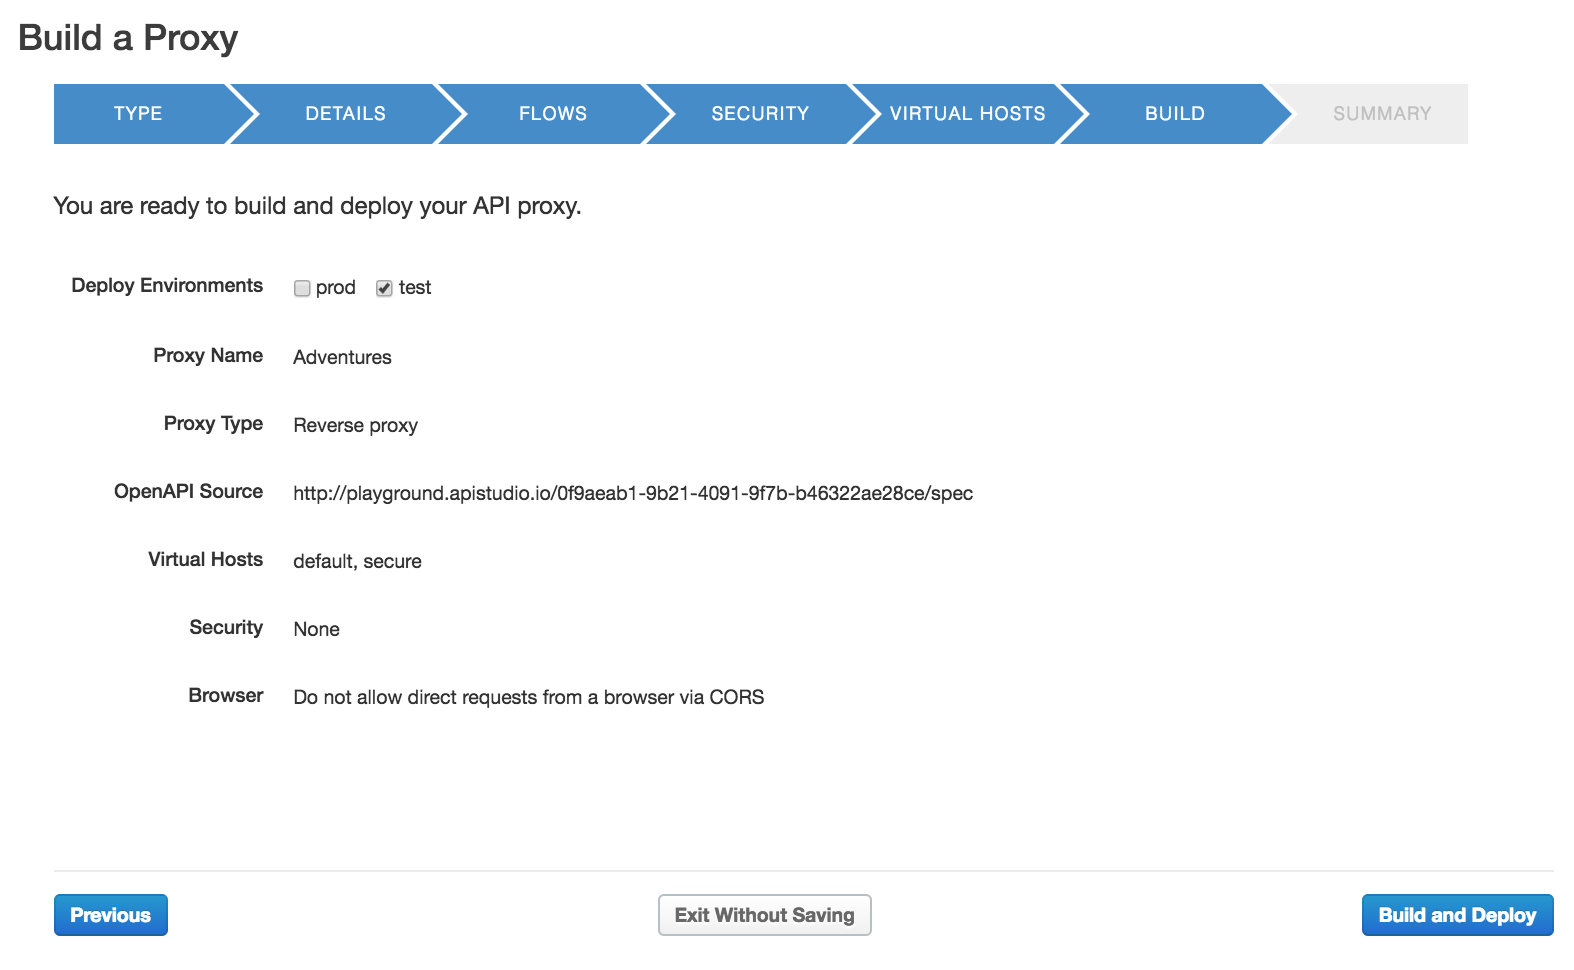 Build a Proxy
TYPE DETAILS FLOWS SECURITY VIRTUAL HOSTS BUILD SUMMARY
You are ready to build and deploy your API proxy.
Deploy Environments prod test
Proxy Name Adventures
Proxy Type Reverse proxy
OpenAPI Source http://playground.apistudio.io/0f9aeab1-9b21-4091-9f7b-b46322ae28ce/spec
Virtual Hosts default, secure
Security None
Browser Do not allow direct requests from a browser via CORS
Previous Exit Without Saving Build and Deploy